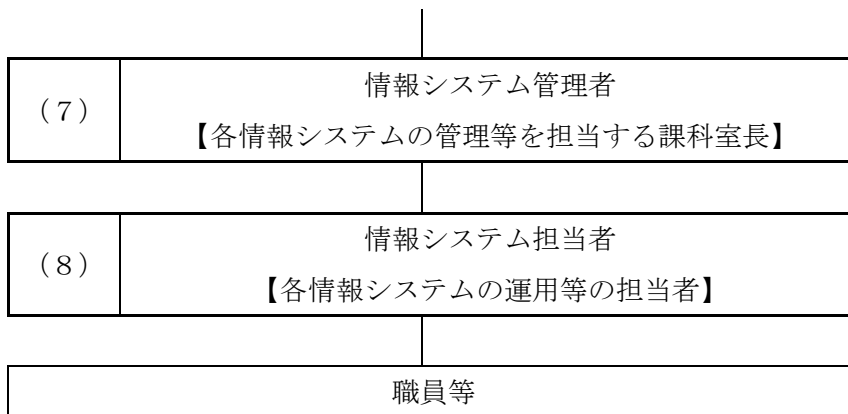 （７）
情報システム管理者
【各情報システムの管理等を担当する課科室長】
（８）
情報システム担当者
【各情報システムの運用等の担当者】
職員等